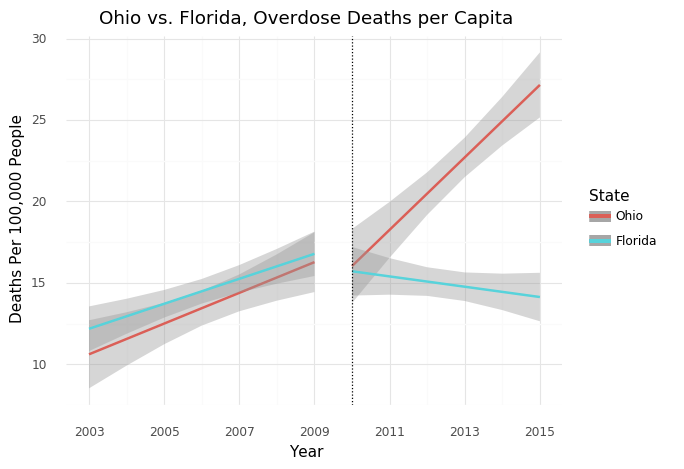 Ohio vs. Florida, Overdose Deaths per Capita
Deaths Per 100,000 People
30
25
20
15
10
2003 2005 2007 2009 2011 2013 2015
Year
State
Ohio
Florida